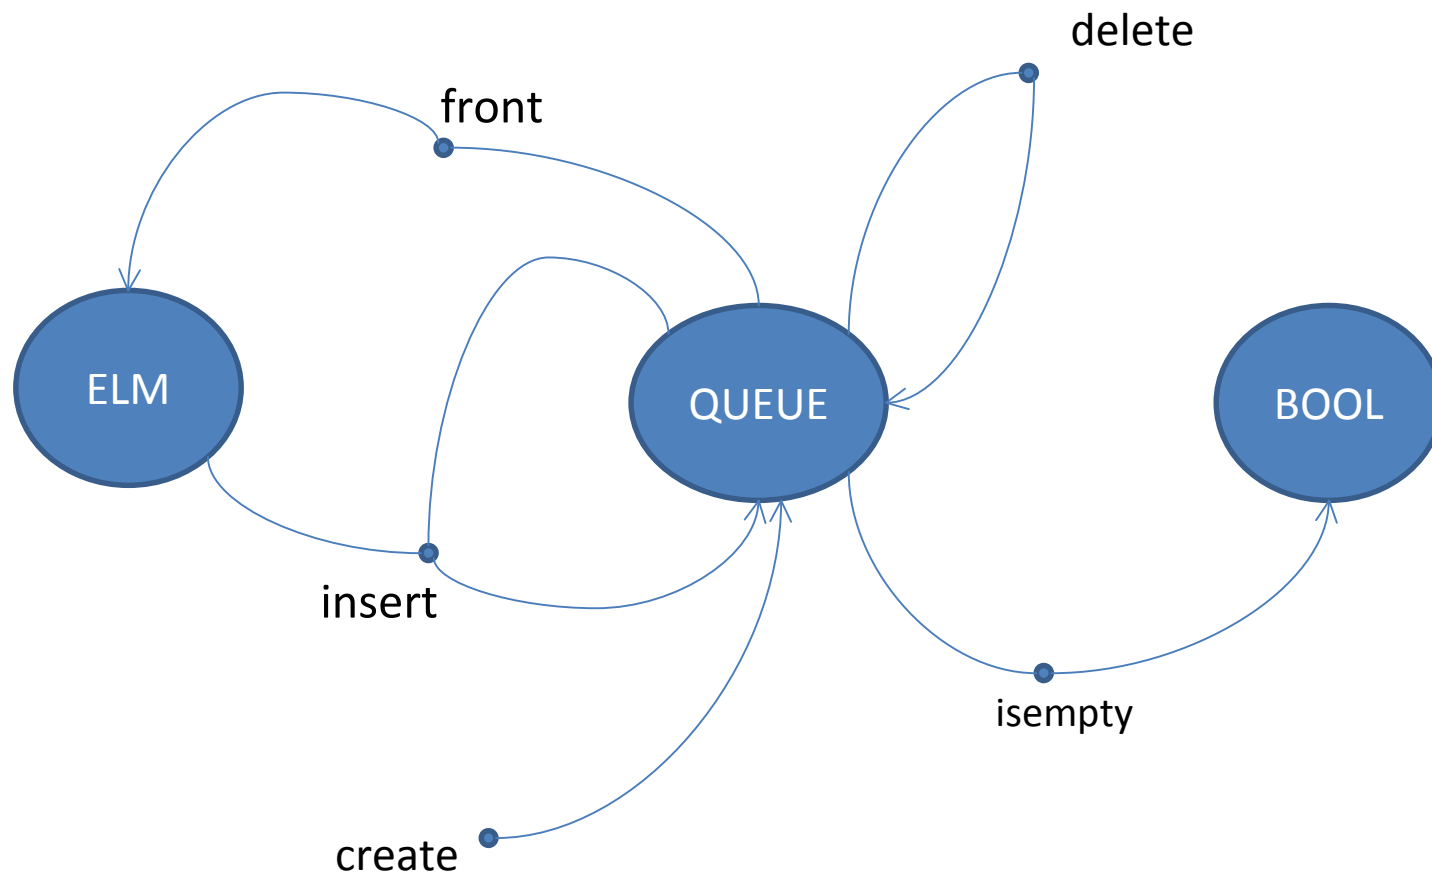 delete
front
ELM
QUEUE
BOOL
insert
isempty
create